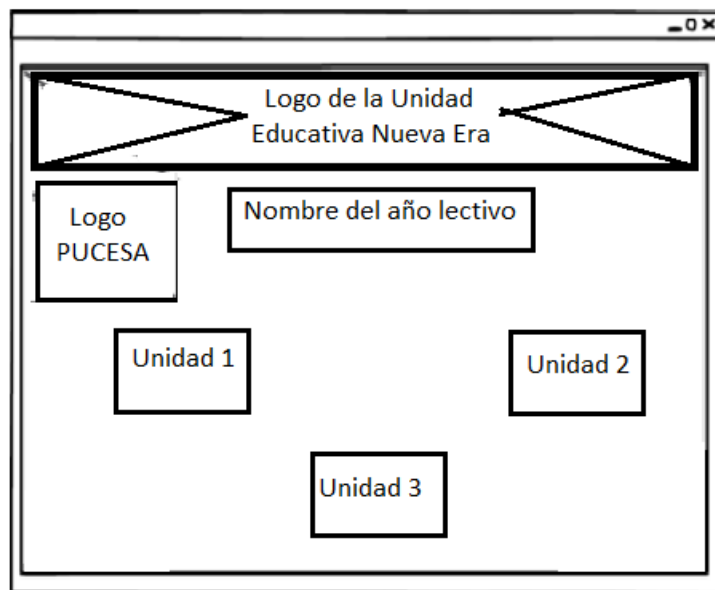 Logo de la Unidad
Educativa Nueva Era
Logo
PUCESA
Nombre del año lectivo
Unidad 1
Unidad 2
Unidad 3